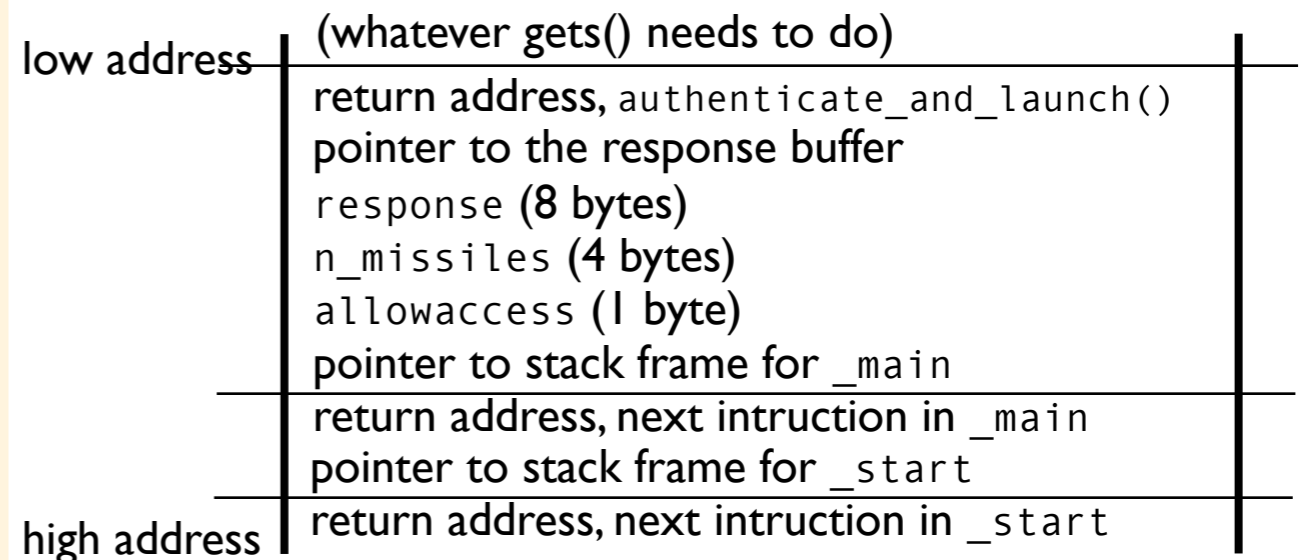 (whatever gets() needs to do)
low address
return address, authenticate_and_launch()
pointer to the response buffer
response (8 bytes)
n_missiles (4 bytes)
allowaccess (1 byte)
pointer to stack frame for _main
return address, next intruction in _main
pointer to stack frame for _start
return address, next intruction in _start
high address